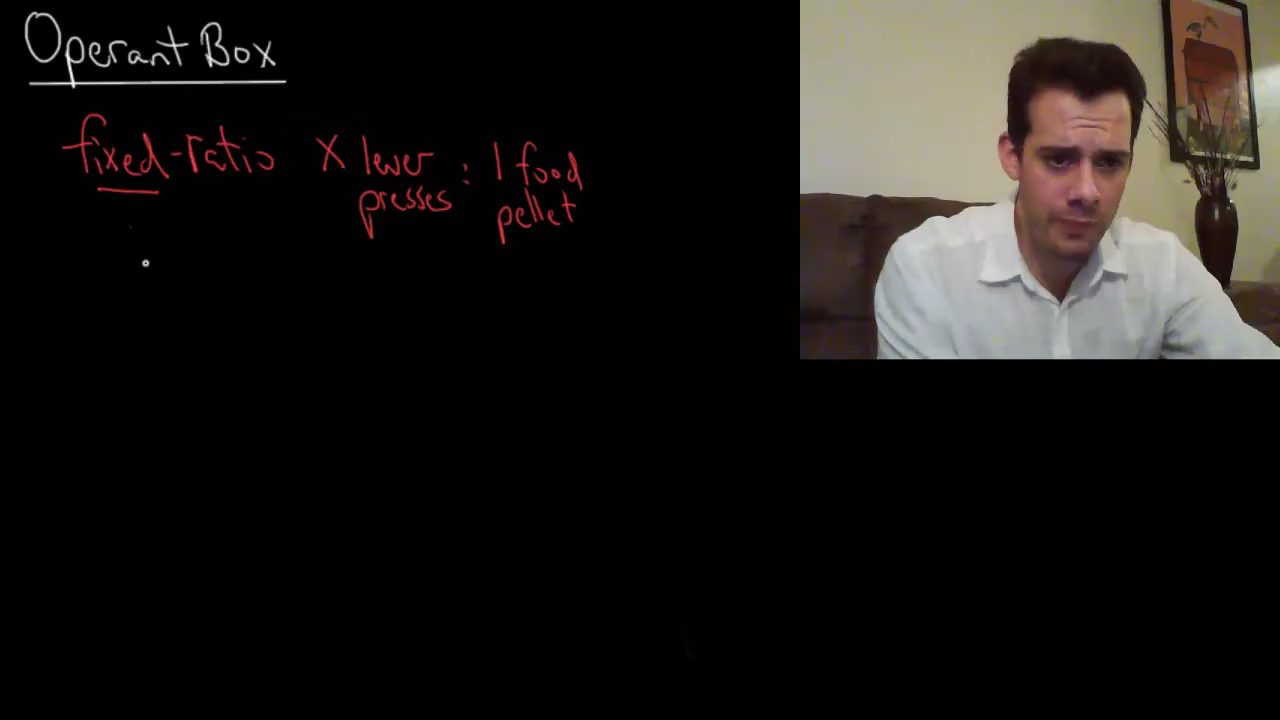 Operant Box
fixed-ratio X lever : 1 food
presses pellet